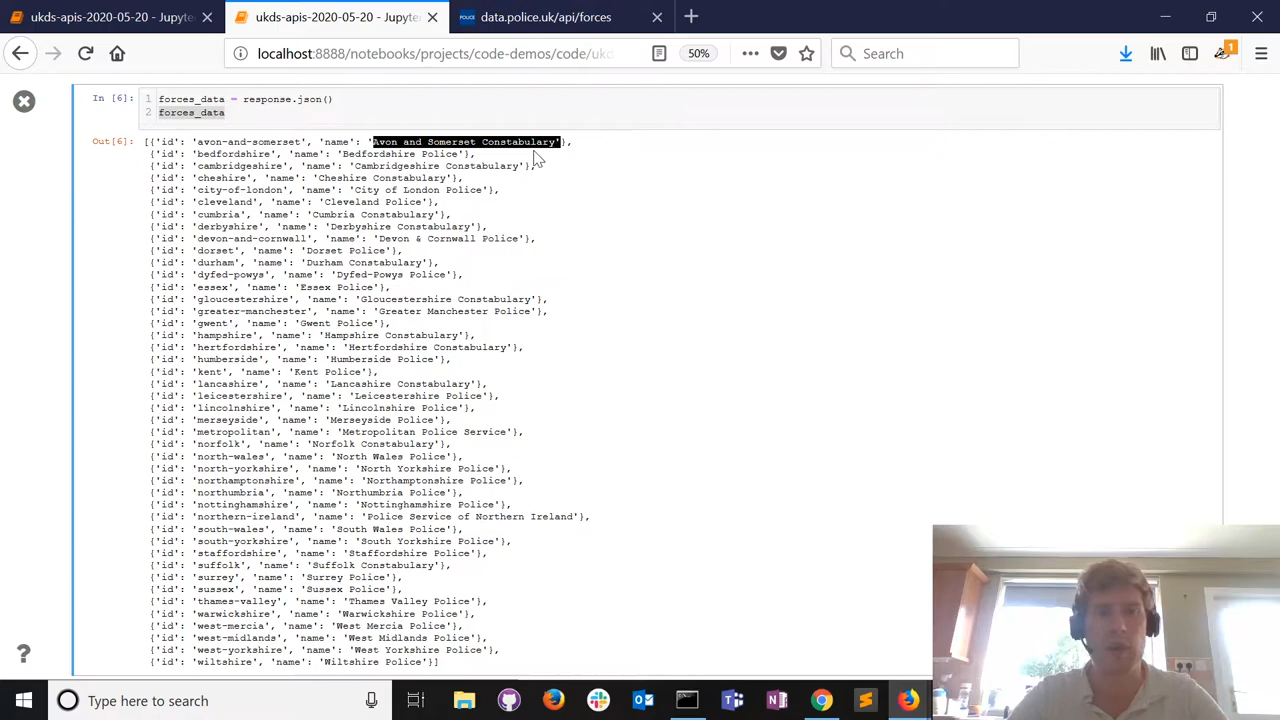 ukds-apis-2020-05-20 - Jupyter
ukds-apis-2020-05-20 - Jupyte
POLICE data.police.uk/api/forces
localhost:8888/notebooks/projects/code-demos/code/ukd
50%
Search
1
In [6]:
1 forces_data = response.json()
2 forces_data
Out[6]: [{'id': 'avon-and-somerset', 'name': 'Avon and Somerset Constabulary'},
{'id': 'bedfordshire', 'name': 'Bedfordshire Police'},
{'id': 'cambridgeshire', 'name': 'Cambridgeshire Constabulary'},
{'id': 'cheshire', 'name': 'Cheshire Constabulary'},
{'id': 'city-of-london', 'name': 'City of London Police'},
{'id': 'cleveland', 'name': 'Cleveland Police'},
{'id': 'cumbria', 'name': 'Cumbria Constabulary'},
{'id': 'derbyshire', 'name': 'Derbyshire Constabulary'},
{'id': 'devon-and-cornwall', 'name': 'Devon & Cornwall Police'},
{'id': 'dorset', 'name': 'Dorset Police'},
{'id': 'durham', 'name': 'Durham Constabulary'},
{'id': 'dyfed-powys', 'name': 'Dyfed-Powys Police'},
{'id': 'essex', 'name': 'Essex Police'},
{'id': 'gloucestershire', 'name': 'Gloucestershire Constabulary'},
{'id': 'greater-manchester', 'name': 'Greater Manchester Police'},
{'id': 'gwent', 'name': 'Gwent Police'},
{'id': 'hampshire', 'name': 'Hampshire Constabulary'},
{'id': 'hertfordshire', 'name': 'Hertfordshire Constabulary'},
{'id': 'humberside', 'name': 'Humberside Police'},
{'id': 'kent', 'name': 'Kent Police'},
{'id': 'lancashire', 'name': 'Lancashire Constabulary'},
{'id': 'leicestershire', 'name': 'Leicestershire Police'},
{'id': 'lincolnshire', 'name': 'Lincolnshire Police'},
{'id': 'merseyside', 'name': 'Merseyside Police'},
{'id': 'metropolitan', 'name': 'Metropolitan Police Service'},
{'id': 'norfolk', 'name': 'Norfolk Constabulary'},
{'id': 'north-wales', 'name': 'North Wales Police'},
{'id': 'north-yorkshire', 'name': 'North Yorkshire Police'},
{'id': 'northamptonshire', 'name': 'Northamptonshire Police'},
{'id': 'northumbria', 'name': 'Northumbria Police'},
{'id': 'nottinghamshire', 'name': 'Nottinghamshire Police'},
{'id': 'northern-ireland', 'name': 'Police Service of Northern Ireland'},
{'id': 'south-wales', 'name': 'South Wales Police'},
{'id': 'south-yorkshire', 'name': 'South Yorkshire Police'},
{'id': 'staffordshire', 'name': 'Staffordshire Police'},
{'id': 'suffolk', 'name': 'Suffolk Constabulary'},
{'id': 'surrey', 'name': 'Surrey Police'},
{'id': 'sussex', 'name': 'Sussex Police'},
{'id': 'thames-valley', 'name': 'Thames Valley Police'},
{'id': 'warwickshire', 'name': 'Warwickshire Police'},
{'id': 'west-mercia', 'name': 'West Mercia Police'},
{'id': 'west-midlands', 'name': 'West Midlands Police'},
{'id': 'west-yorkshire', 'name': 'West Yorkshire Police'},
{'id': 'wiltshire', 'name': 'Wiltshire Police'}]
Type here to search